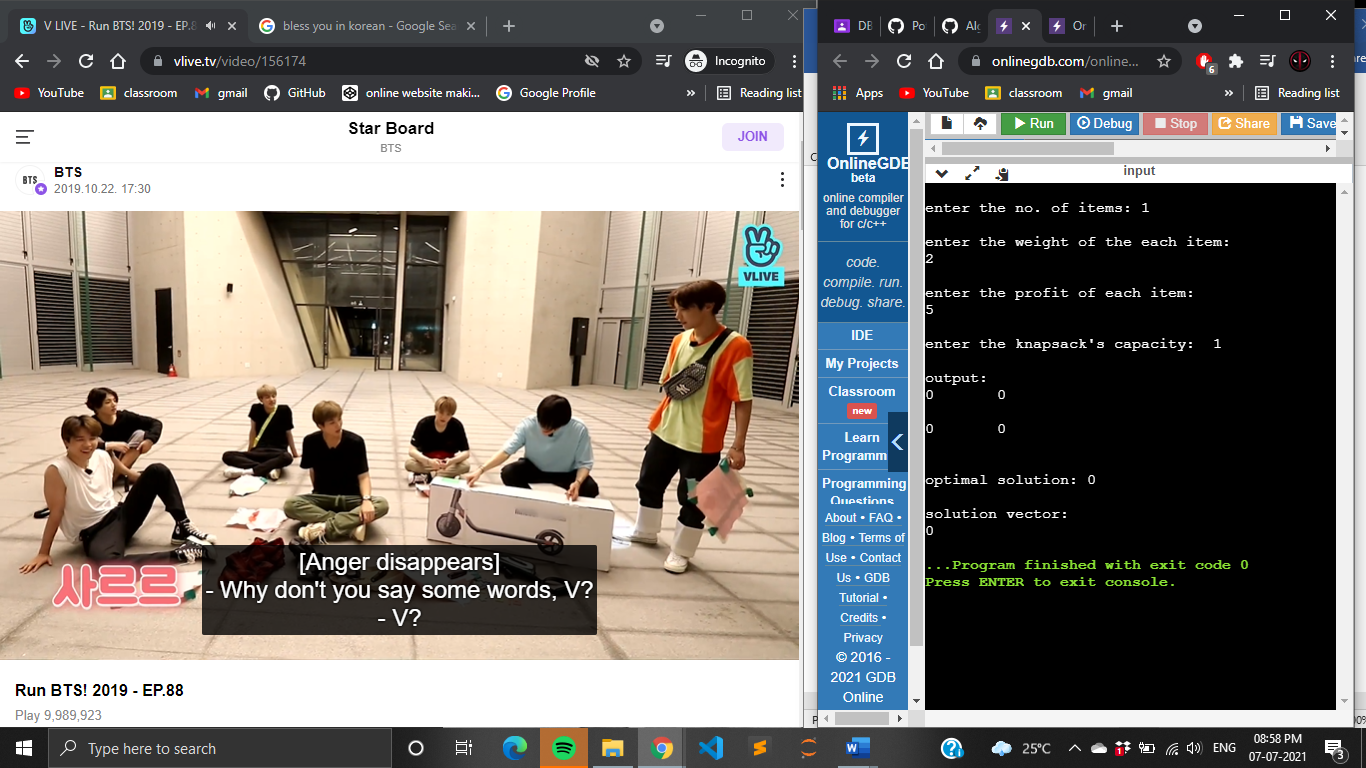 V LIVE - Run BTS! 2019 - EP.8
bless you in korean - Google Sea
vlive.tv/video/156174
Incognito
YouTube
classroom
gmail
GitHub
online website maki...
Google Profile
»
Reading list
Star Board
BTS
JOIN
BTS
BTS
2019.10.22. 17:30
VLIVE
사르르
[Anger disappears]
- Why don't you say some words, V?
- V?
Run BTS! 2019 - EP.88
Play 9,989,923
DB
Po
Alg
Or
onlinegdb.com/online...
6
Apps
YouTube
classroom
gmail
»
Reading list
OnlineGDB
beta
online compiler
and debugger
for c/c++
code.
compile. run.
debug. share.
IDE
My Projects
Classroom
new
Learn
Programm
Programming
Questions
About • FAQ •
Blog • Terms of
Use • Contact
Us • GDB
Tutorial •
Credits •
Privacy
© 2016 -
2021 GDB
Online
Run
Debug
Stop
Share
Save
input
enter the no. of items: 1
enter the weight of the each item:
2
enter the profit of each item:
5
enter the knapsack's capacity:  1
output:
0 0
0 0
optimal solution: 0
solution vector:
0
...Program finished with exit code 0
Press ENTER to exit console.
Type here to search
25°C
ENG
08:58 PM
07-07-2021
3